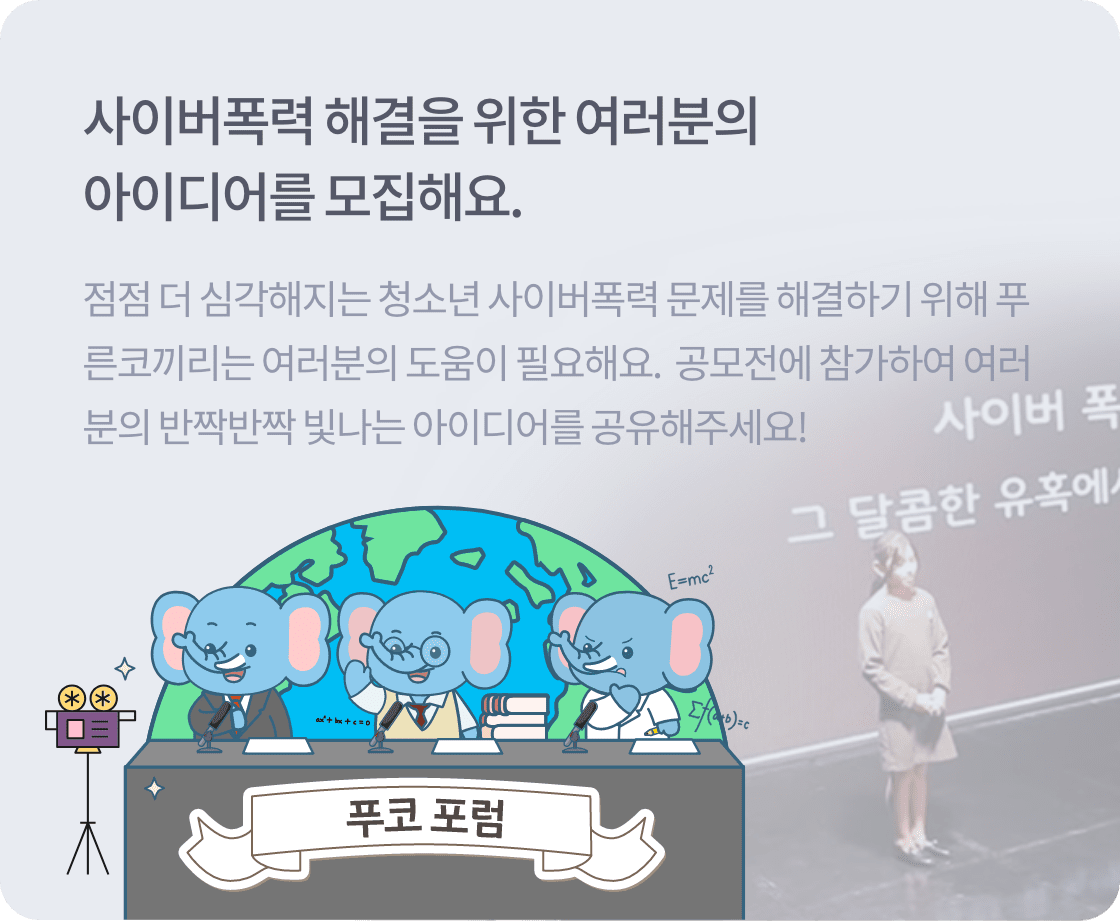 사이버폭력 해결을 위한 여러분의
아이디어를 모집해요.
점점 더 심각해지는 청소년 사이버폭력 문제를 해결하기 위해 푸
른코끼리는 여러분의 도움이 필요해요. 공모전에 참가하여 여러
분의 반짝반짝 빛나는 아이디어를 공유해주세요!
사이버 폭
그 달콤한 유혹에서
E=mc²
ax²+bx+c=0
Σf(a+b)=c
푸코 포럼